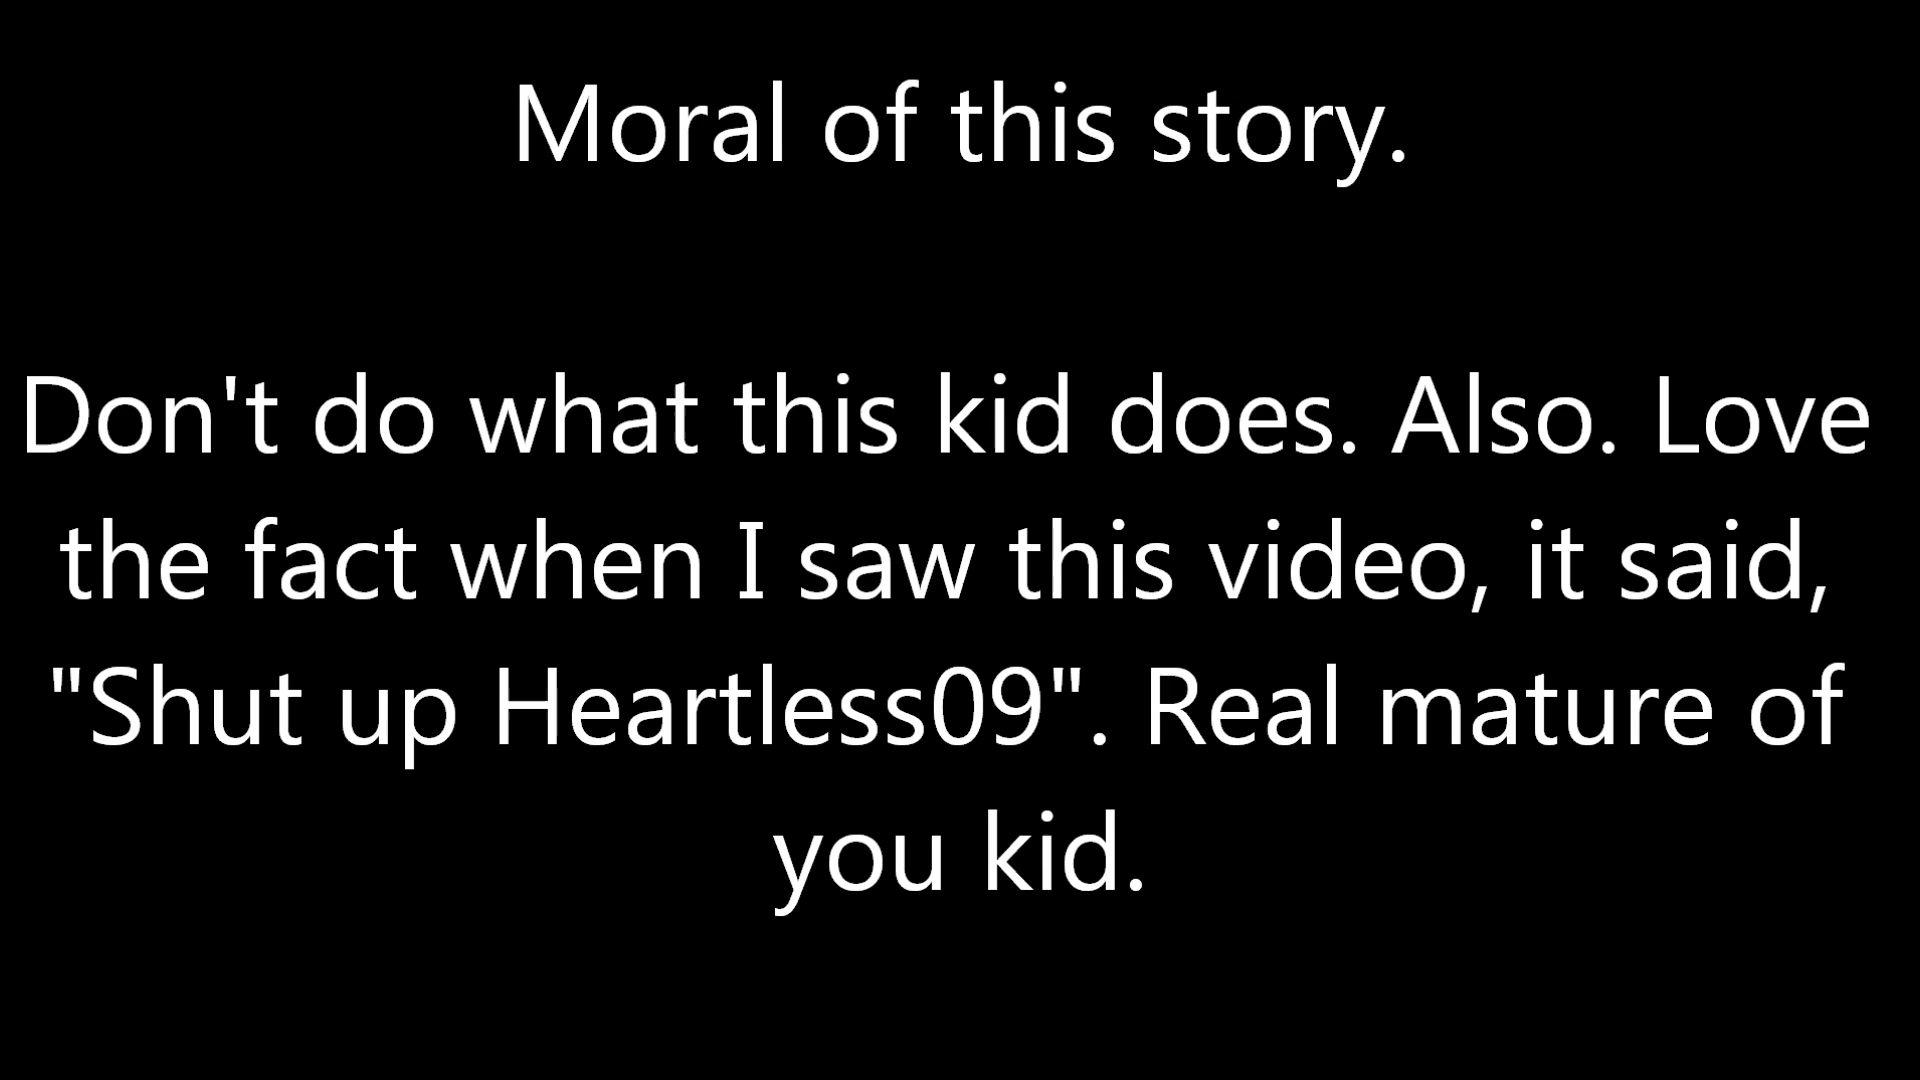 Moral of this story.
Don't do what this kid does. Also. Love
the fact when I saw this video, it said,
"Shut up Heartless09". Real mature of
you kid.